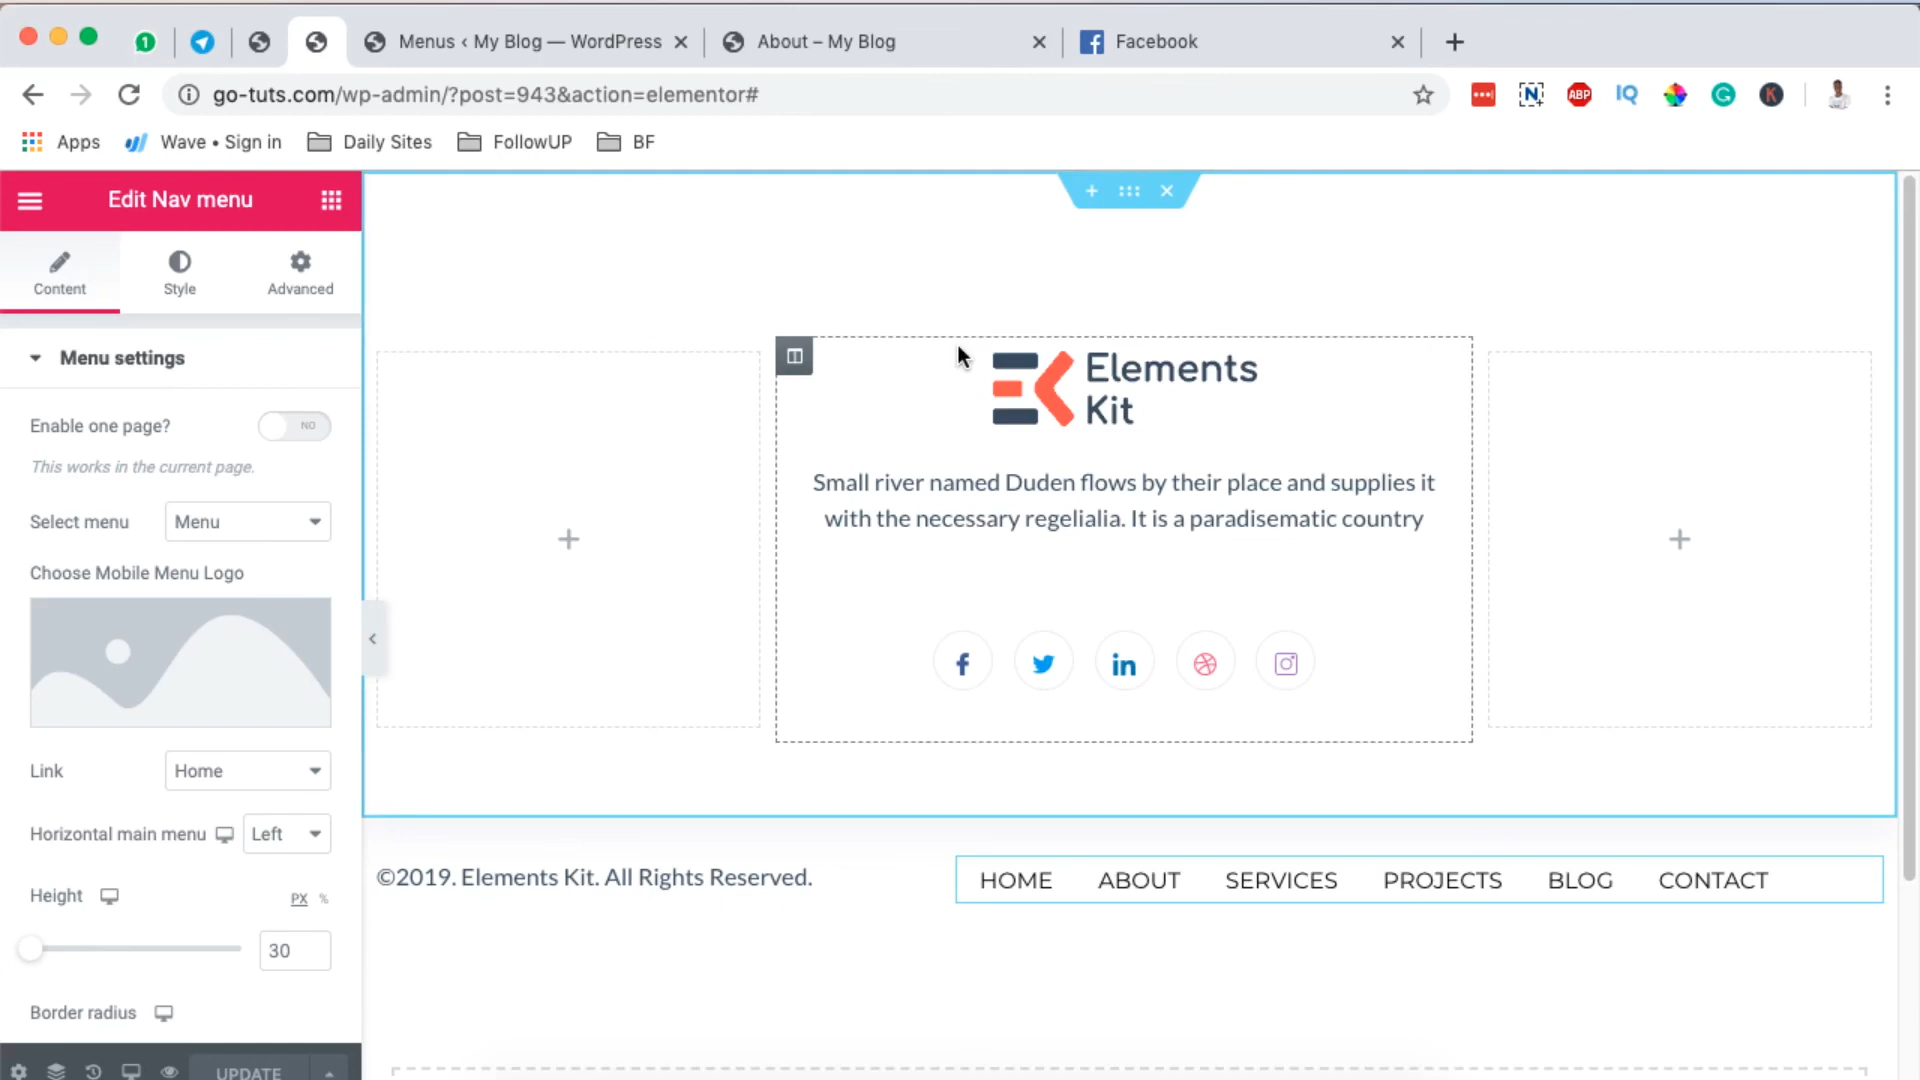 1
Menus ‹ My Blog — WordPress
About – My Blog
Facebook
go-tuts.com/wp-admin/?post=943&action=elementor#
N
ABP
IQ
G
K
Apps
Wave • Sign in
Daily Sites
FollowUP
BF
Edit Nav menu
Content
Style
Advanced
Menu settings
Enable one page?
NO
This works in the current page.
Select menu
Menu
Choose Mobile Menu Logo
Link
Home
Horizontal main menu
Left
Height
PX %
30
Border radius
UPDATE
Elements
Kit
Small river named Duden flows by their place and supplies it
with the necessary regelialia. It is a paradisematic country
©2019. Elements Kit. All Rights Reserved.
HOME ABOUT SERVICES PROJECTS BLOG CONTACT